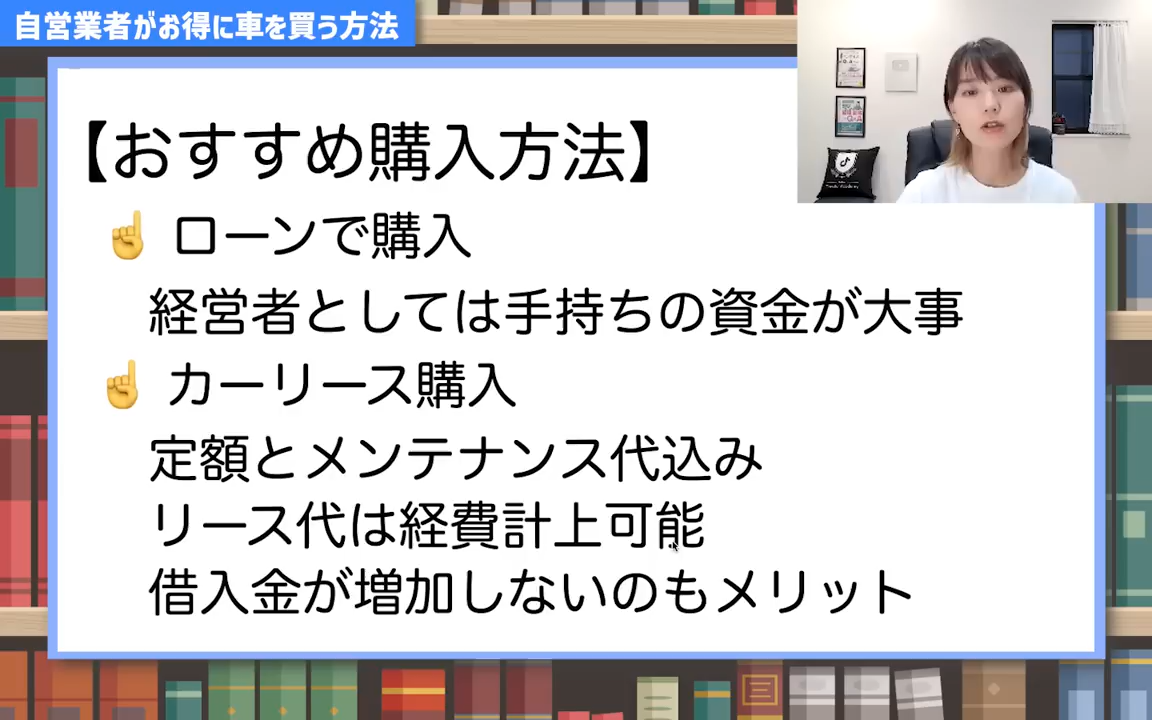 自営業者がお得に車を買う方法
【おすすめ購入方法】
☝ ローンで購入
経営者としては手持ちの資金が大事
☝ カーリース購入
定額とメンテナンス代込み
リース代は経費計上可能
借入金が増加しないのもメリット